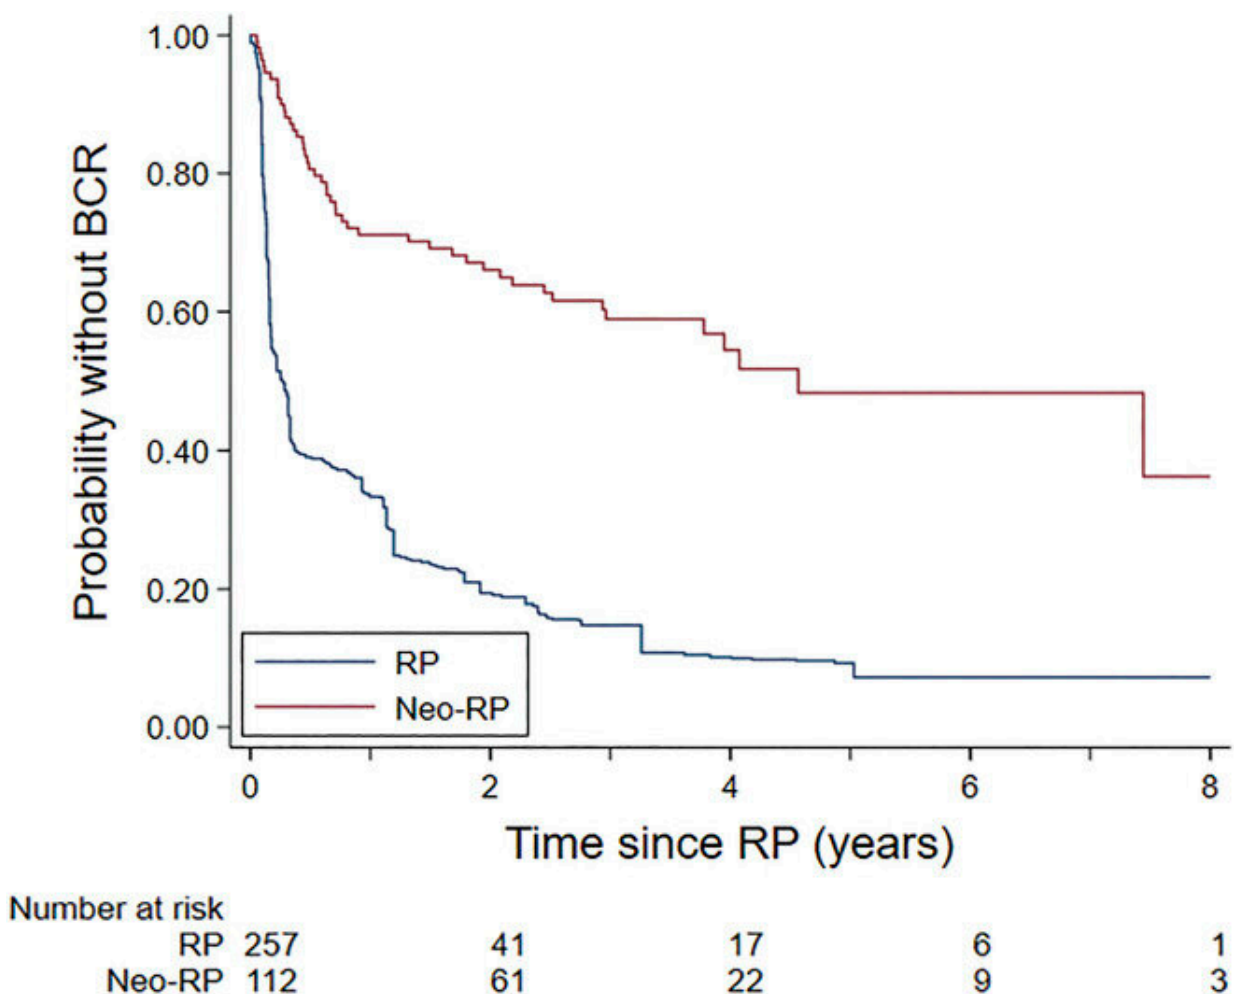 Probability without BCR
1.00
0.80
0.60
0.40
0.20
0.00
RP
Neo-RP
0 2 4 6 8
Time since RP (years)
Number at risk
RP 257 41 17 6 1
Neo-RP 112 61 22 9 3